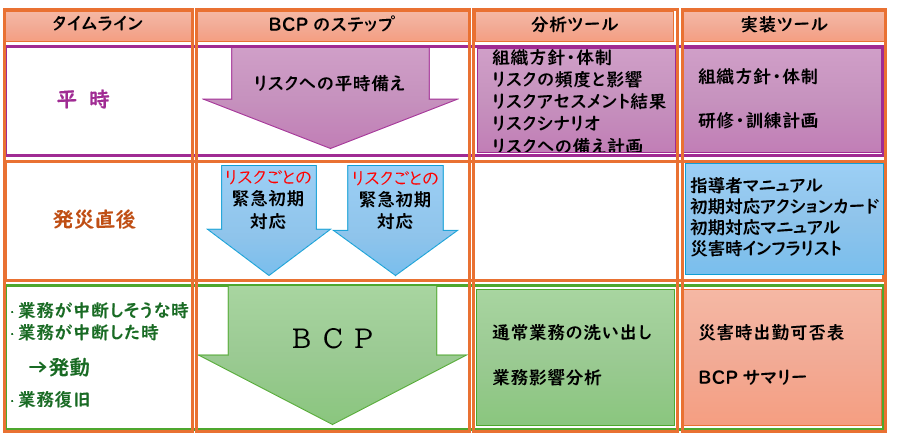 タイムライン
BCPのステップ
分析ツール
実装ツール
平 時
リスクへの平時備え
組織方針・体制
リスクの頻度と影響
リスクアセスメント結果
リスクシナリオ
リスクへの備え計画
組織方針・体制
研修・訓練計画
発災直後
リスクごとの
緊急初期
対応
リスクごとの
緊急初期
対応
指導者マニュアル
初期対応アクションカード
初期対応マニュアル
災害時インフラリスト
・業務が中断しそうな時
・業務が中断した時
→発動
・業務復旧
ＢＣＰ
通常業務の洗い出し
業務影響分析
災害時出勤可否表
BCPサマリー